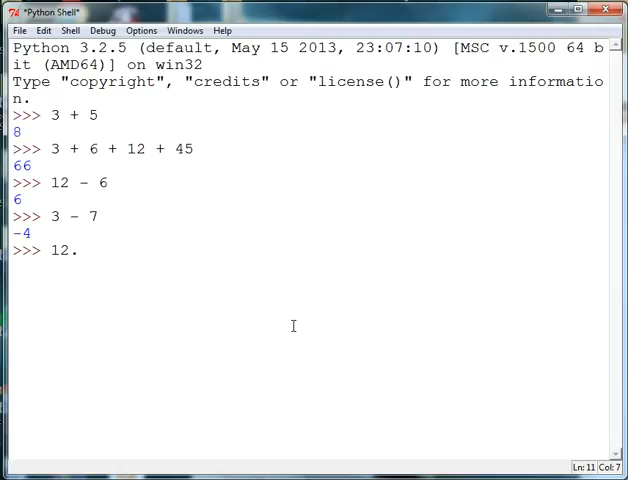 *Python Shell*
File Edit Shell Debug Options Windows Help
Python 3.2.5 (default, May 15 2013, 23:07:10) [MSC v.1500 64 b
it (AMD64)] on win32
Type "copyright", "credits" or "license()" for more informatio
n.
>>> 3 + 5
8
>>> 3 + 6 + 12 + 45
66
>>> 12 - 6
6
>>> 3 - 7
-4
>>> 12.
Ln: 11 Col: 7